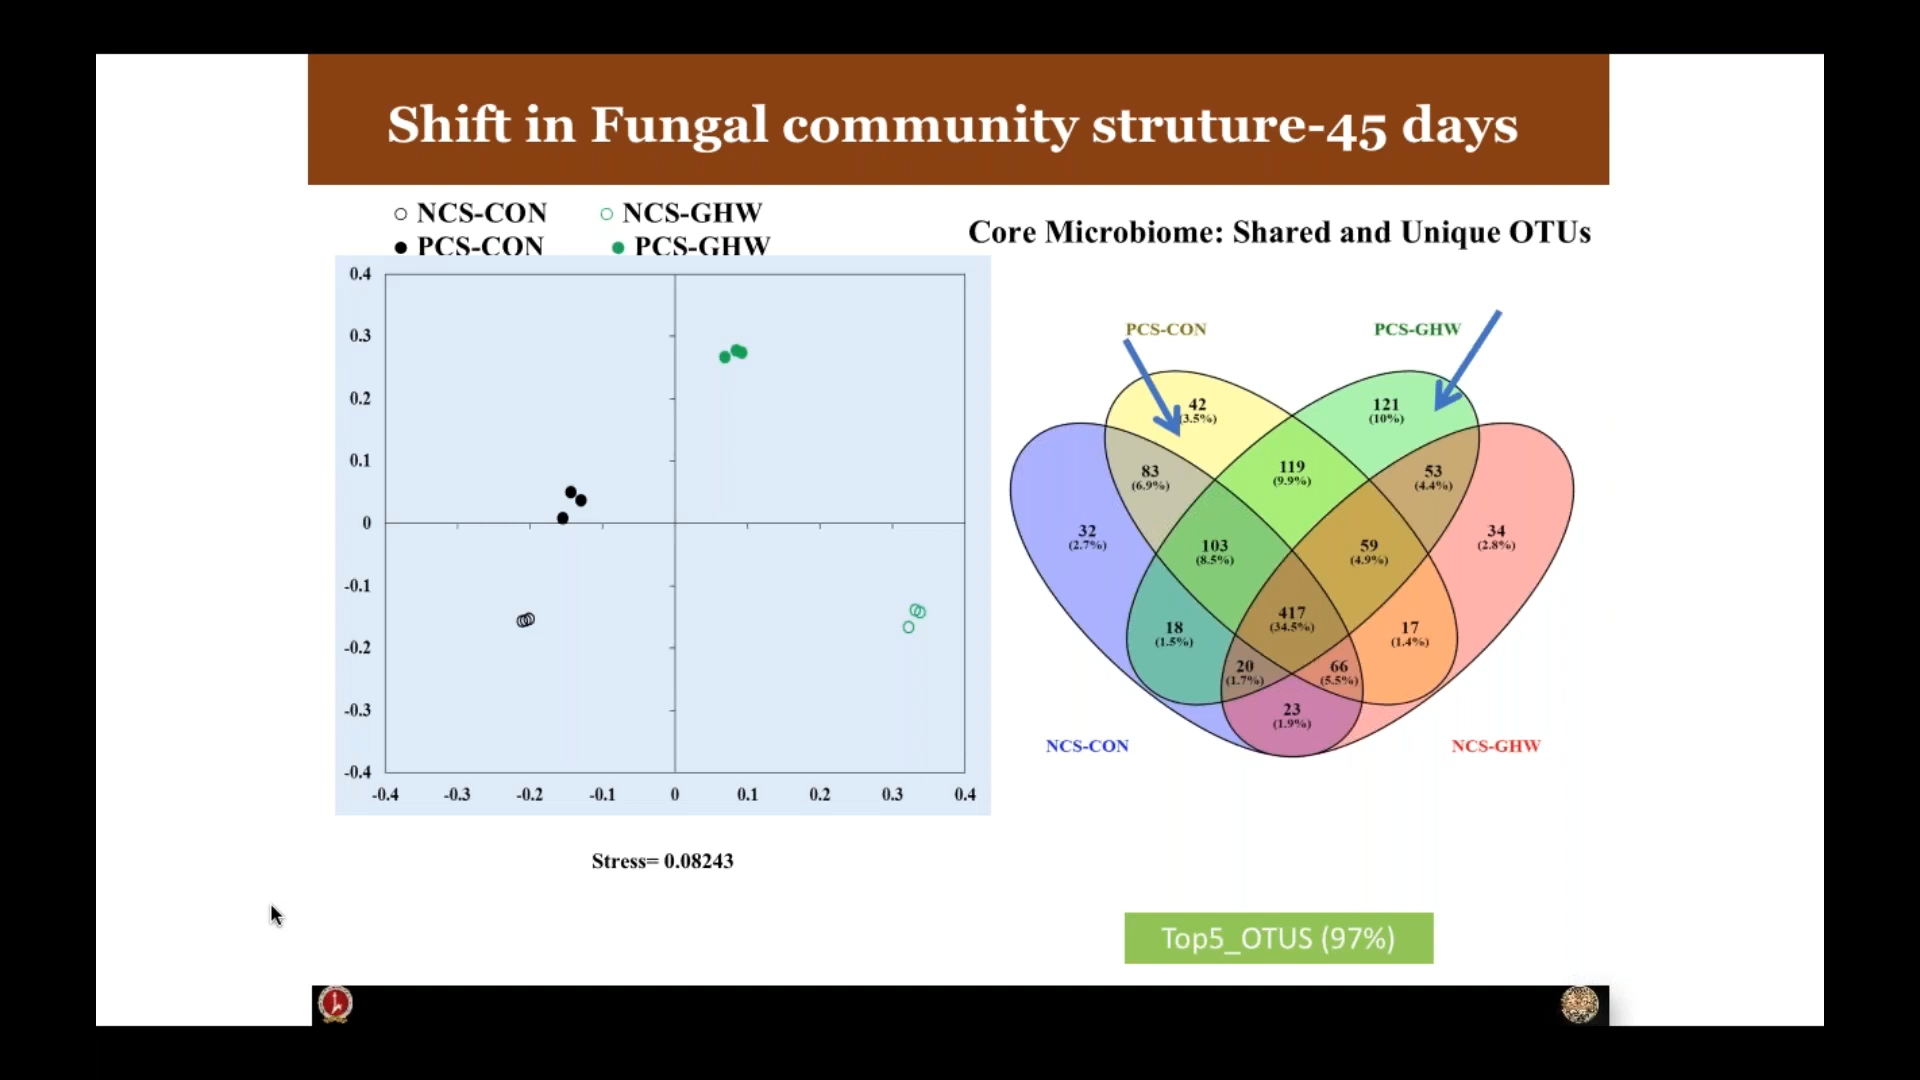 Shift in Fungal community struture-45 days
○ NCS-CON ○ NCS-GHW
● PCS-CON ● PCS-GHW
0.4
0.3
0.2
0.1
0
-0.1
-0.2
-0.3
-0.4
-0.4 -0.3 -0.2 -0.1 0 0.1 0.2 0.3 0.4
Stress= 0.08243
Core Microbiome: Shared and Unique OTUs
PCS-CON PCS-GHW
42 121
(3.5%) (10%)
83 119 53
(6.9%) (9.9%) (4.4%)
32 103 59 34
(2.7%) (8.5%) (4.9%) (2.8%)
417
(34.5%)
18 17
(1.5%) (1.4%)
20 66
(1.7%) (5.5%)
23
(1.9%)
NCS-CON NCS-GHW
Top5_OTUS (97%)